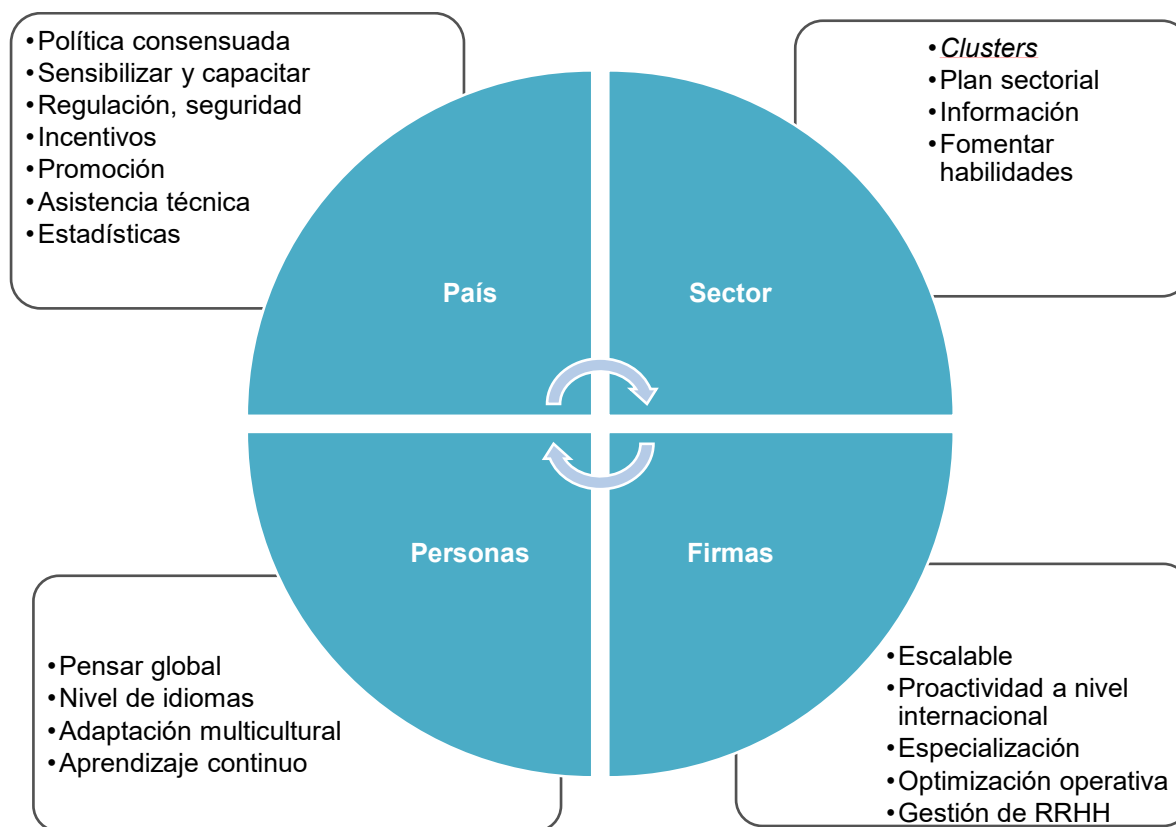 •Política consensuada
•Sensibilizar y capacitar
•Regulación, seguridad
•Incentivos
•Promoción
•Asistencia técnica
•Estadísticas
•Clusters
•Plan sectorial
•Información
•Fomentar
habilidades
País
Sector
Personas
Firmas
•Pensar global
•Nivel de idiomas
•Adaptación multicultural
•Aprendizaje continuo
•Escalable
•Proactividad a nivel
internacional
•Especialización
•Optimización operativa
•Gestión de RRHH